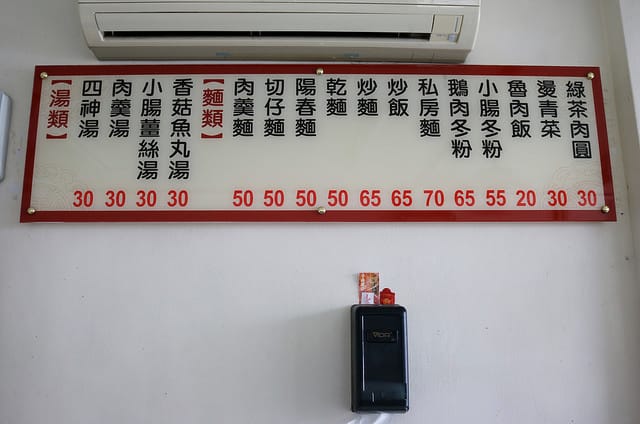 【湯類】
四神湯 30
肉羹湯 30
小腸薑絲湯 30
香菇魚丸湯 30
【麵類】
肉羹麵 50
切仔麵 50
陽春麵 50
乾麵 50
炒麵 65
炒飯 65
私房麵 70
鵝肉冬粉 65
小腸冬粉 55
魯肉飯 20
漫青菜 30
綠茶肉圓 30